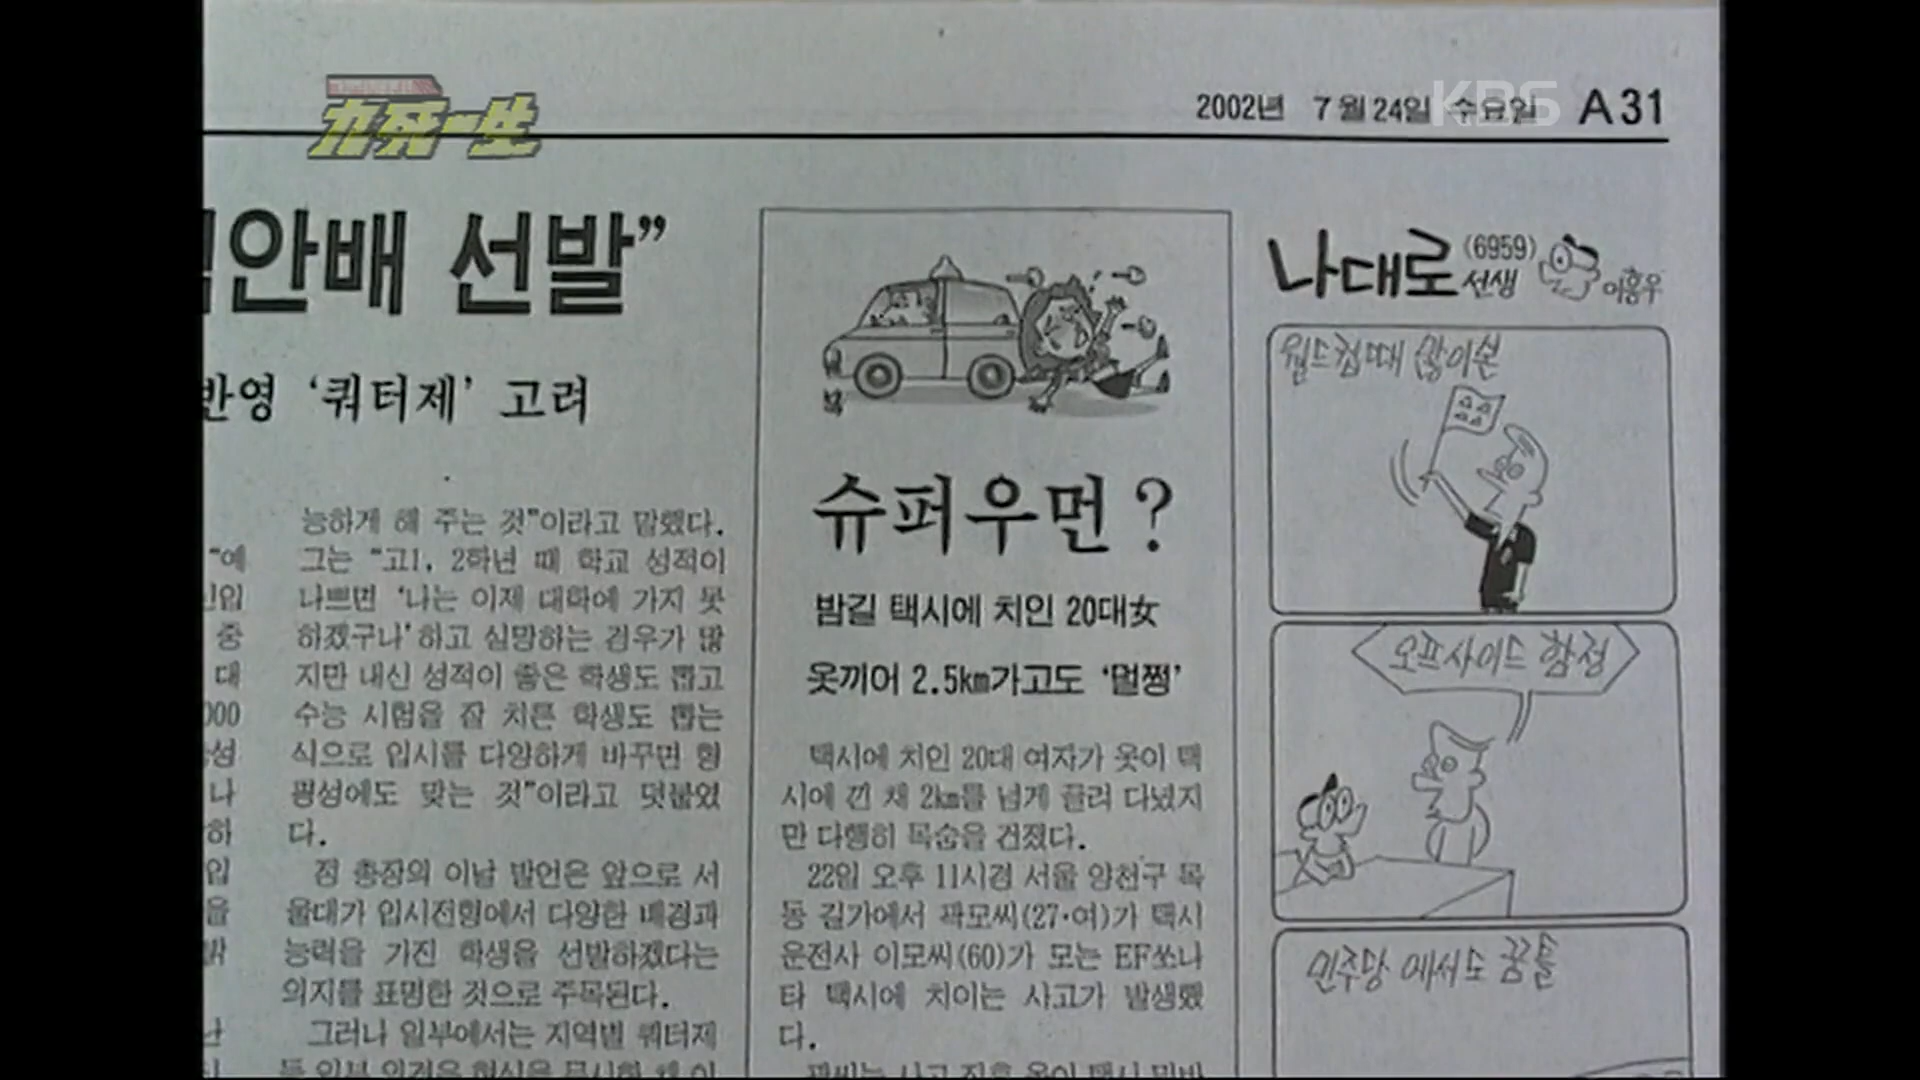 九死一生
KBS
2002년 7월 24일 수요일 A31
안배 선발”
반영 ‘쿼터제’ 고려
“예
중
대
000
나
하
입
을
능하게 해 주는 것”이라고 말했다.
그는 “고1, 2학년 때 학교 성적이
나쁘면 ‘나는 이제 대학에 가지 못
하겠구나’하고 실망하는 경우가 많
지만 내신 성적이 좋은 학생도 뽑고
수능 시험을 잘 치른 학생도 뽑는
식으로 입시를 다양하게 바꾸면 형
평성에도 맞는 것”이라고 덧붙였
다.
정 총장의 이날 발언은 앞으로 서
울대가 입시전형에서 다양한 배경과
능력을 가진 학생을 선발하겠다는
의지를 표명한 것으로 주목된다.
그러나 일부에서는 지역별 쿼터제
슈퍼우먼?
밤길 택시에 치인 20대女
옷끼어 2.5km가고도 ‘멀쩡’
택시에 치인 20대 여자가 옷이 택
시에 낀 채 2km를 넘게 끌려 다녔지
만 다행히 목숨을 건졌다.
22일 오후 11시경 서울 양천구 목
동 길가에서 곽모씨(27·여)가 택시
운전사 이모씨(60)가 모는 EF쏘나
타 택시에 치이는 사고가 발생했
다.
나대로 선생 (6959) 이홍우
월드컵때 많이 쓴
오프사이드 함정
민주당에서도 꿈틀